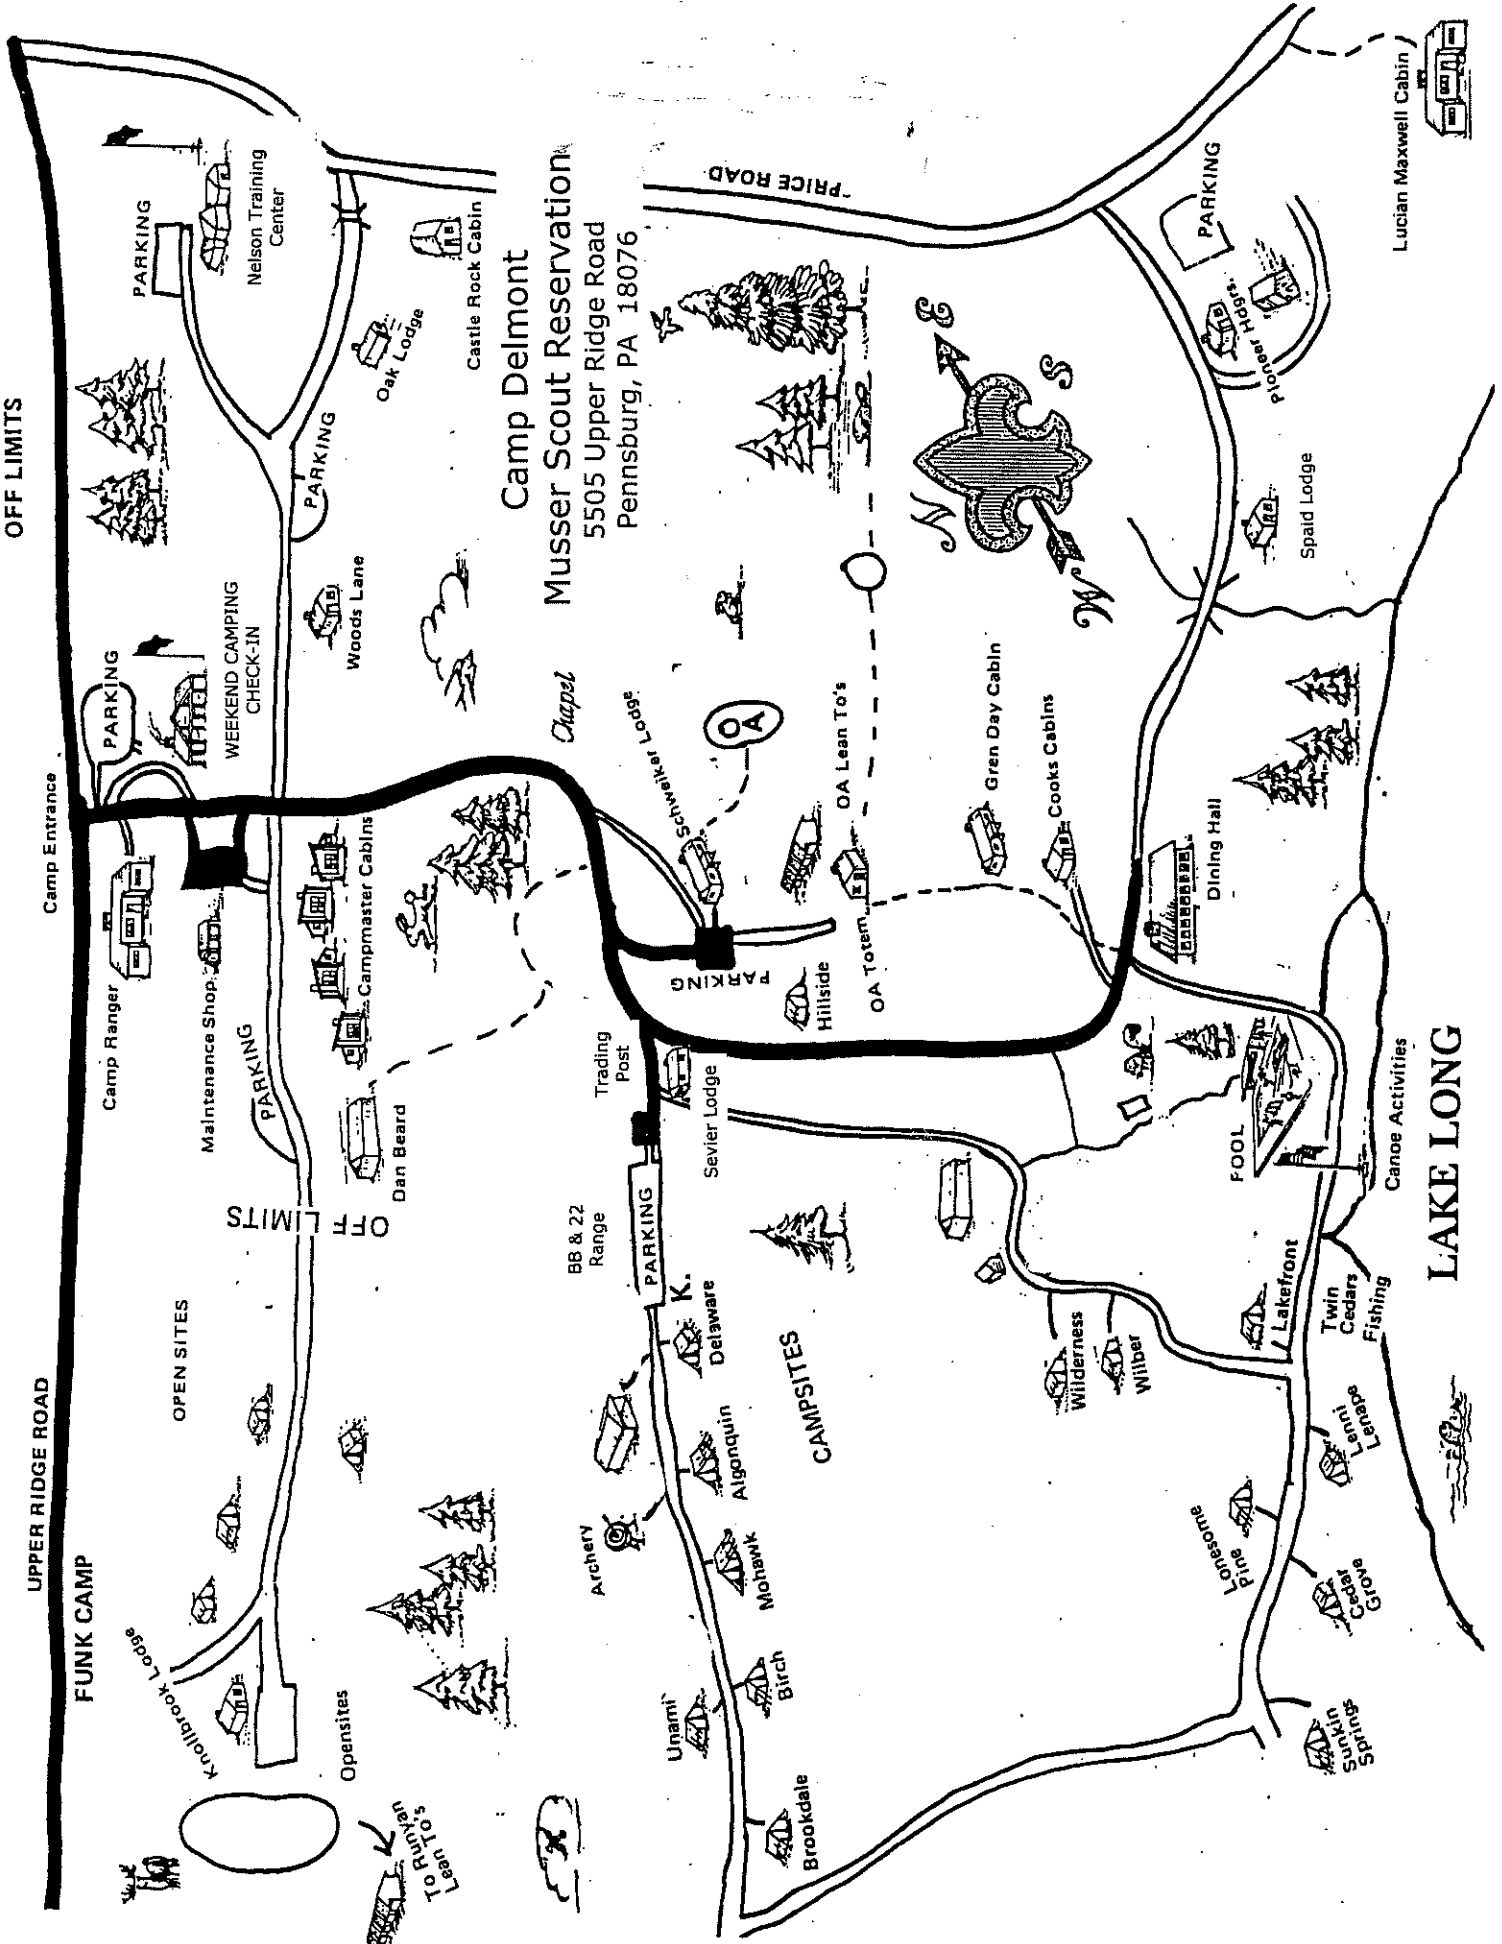 OFF LIMITS
UPPER RIDGE ROAD
Camp Entrance
FUNK CAMP
Camp Ranger
PARKING
PARKING
Nelson Training
Center
WEEKEND CAMPING
CHECK-IN
Maintenance Shop
PARKING
PARKING
Woods Lane
Oak Lodge
Castle Rock Cabin
Campmaster Cabins
Knollbrook Lodge
OPEN SITES
OFF LIMITS
Dan Beard
Opensites
To Runyan
Lean To's
Camp Delmont
Musser Scout Reservation
5505 Upper Ridge Road
Pennsburg, PA 18076
PRICE ROAD
Chapel
Schweiker Lodge
OA
Trading
Post
BB & 22
Range
PARKING
PARKING
K.
Delaware
Archery
Algonquin
Mohawk
Unami
Birch
Brookdale
Sevier Lodge
Hillside
OA Totem
OA Lean To's
CAMPSITES
N
E
S
W
Gren Day Cabin
Cooks Cabins
Wilderness
Wilber
Dining Hall
POOL
Lonesome
Pine
Lakefront
Twin
Cedars
Fishing
Lenni
Lenape
Cedar
Grove
Sunkin
Springs
Canoe Activities
LAKE LONG
Spaid Lodge
Pioneer Hdqrs.
PARKING
Lucian Maxwell Cabin